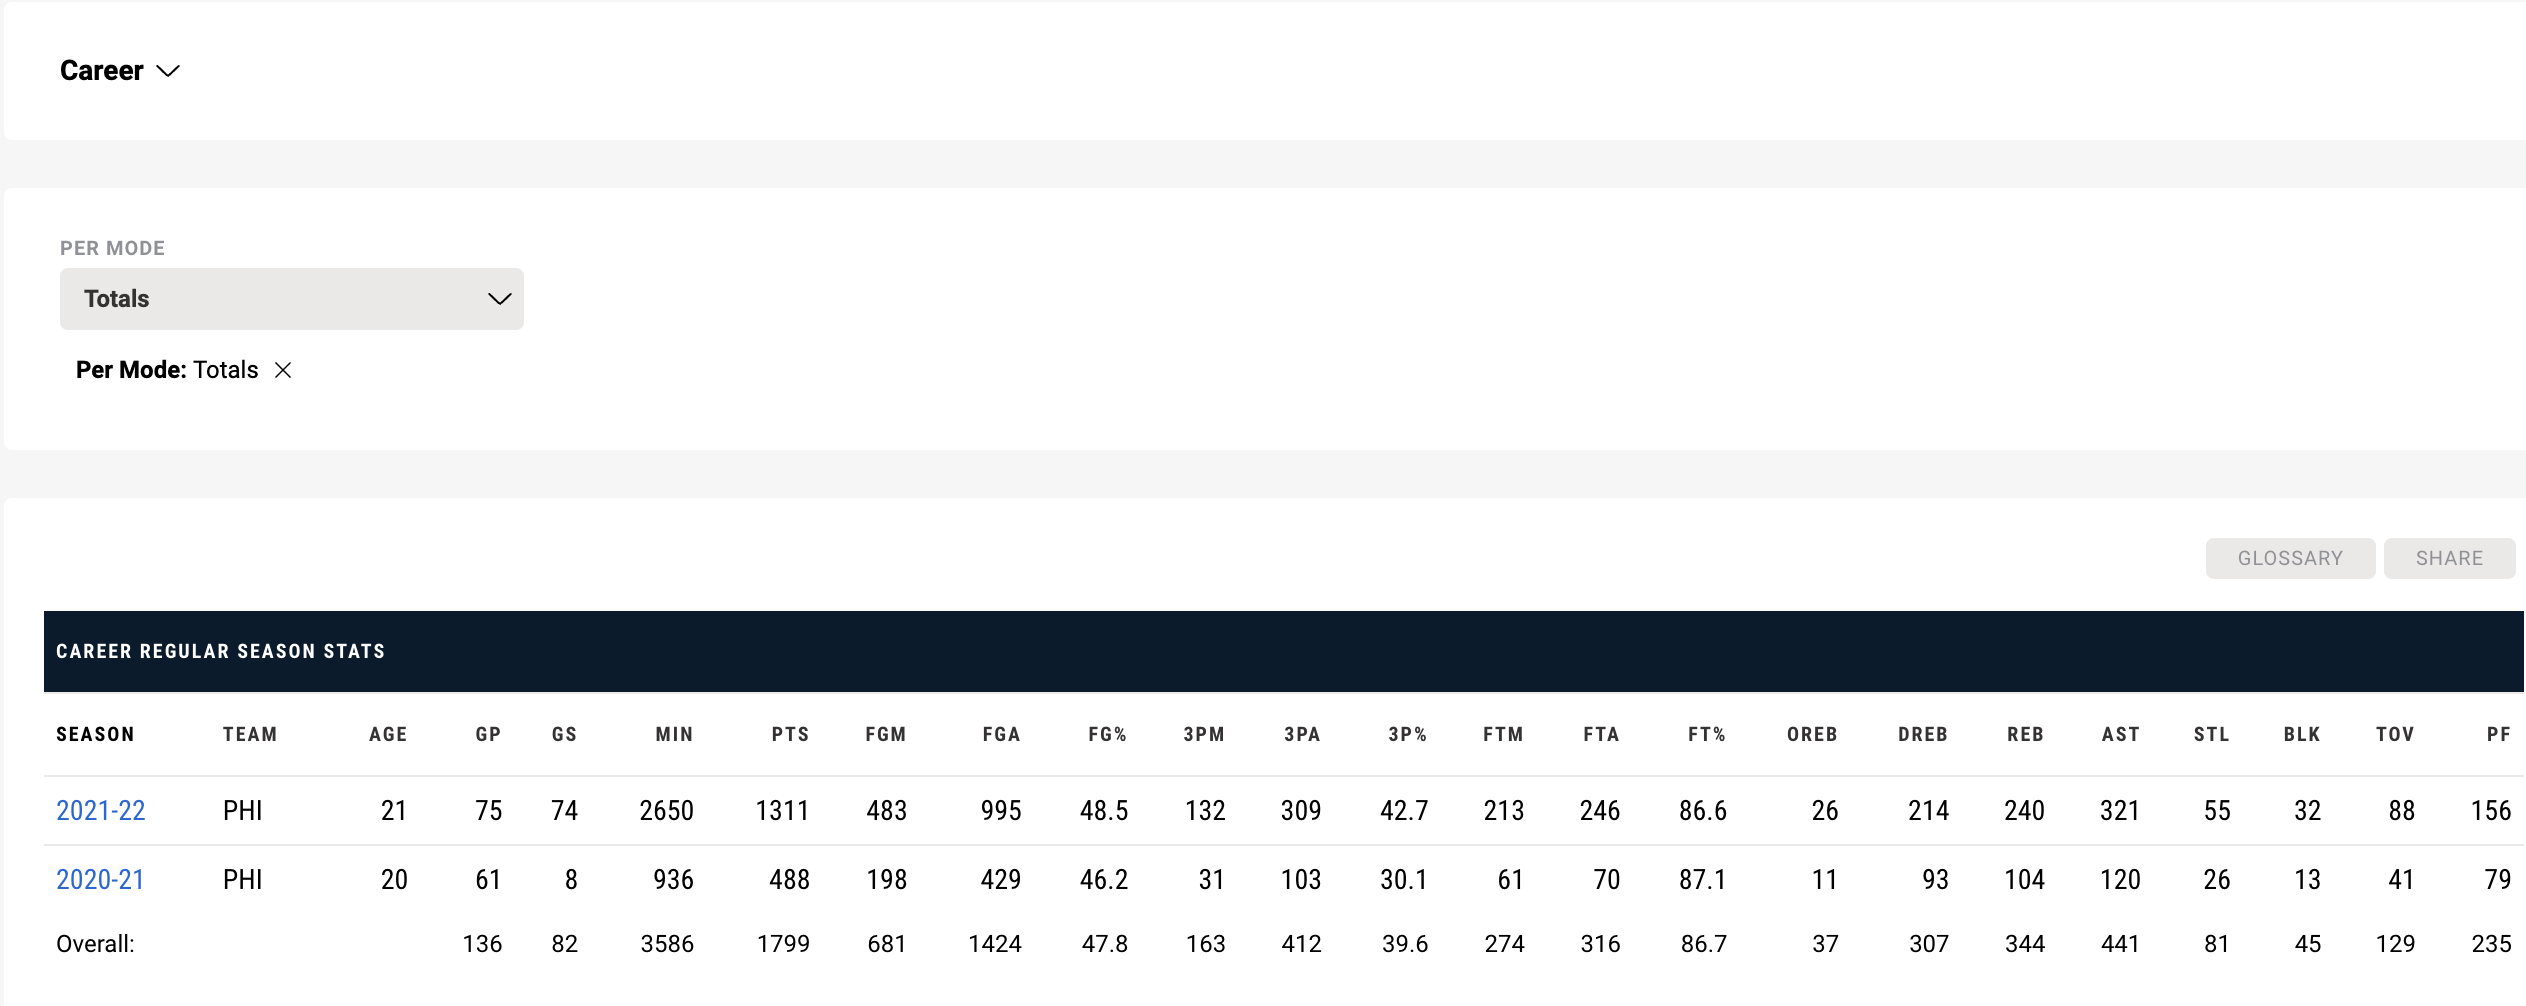 Career
PER MODE
Totals
Per Mode: Totals
GLOSSARY SHARE
CAREER REGULAR SEASON STATS
SEASON TEAM AGE GP GS MIN PTS FGM FGA FG% 3PM 3PA 3P% FTM FTA FT% OREB DREB REB AST STL BLK TOV PF
2021-22 PHI 21 75 74 2650 1311 483 995 48.5 132 309 42.7 213 246 86.6 26 214 240 321 55 32 88 156
2020-21 PHI 20 61 8 936 488 198 429 46.2 31 103 30.1 61 70 87.1 11 93 104 120 26 13 41 79
Overall: 136 82 3586 1799 681 1424 47.8 163 412 39.6 274 316 86.7 37 307 344 441 81 45 129 235